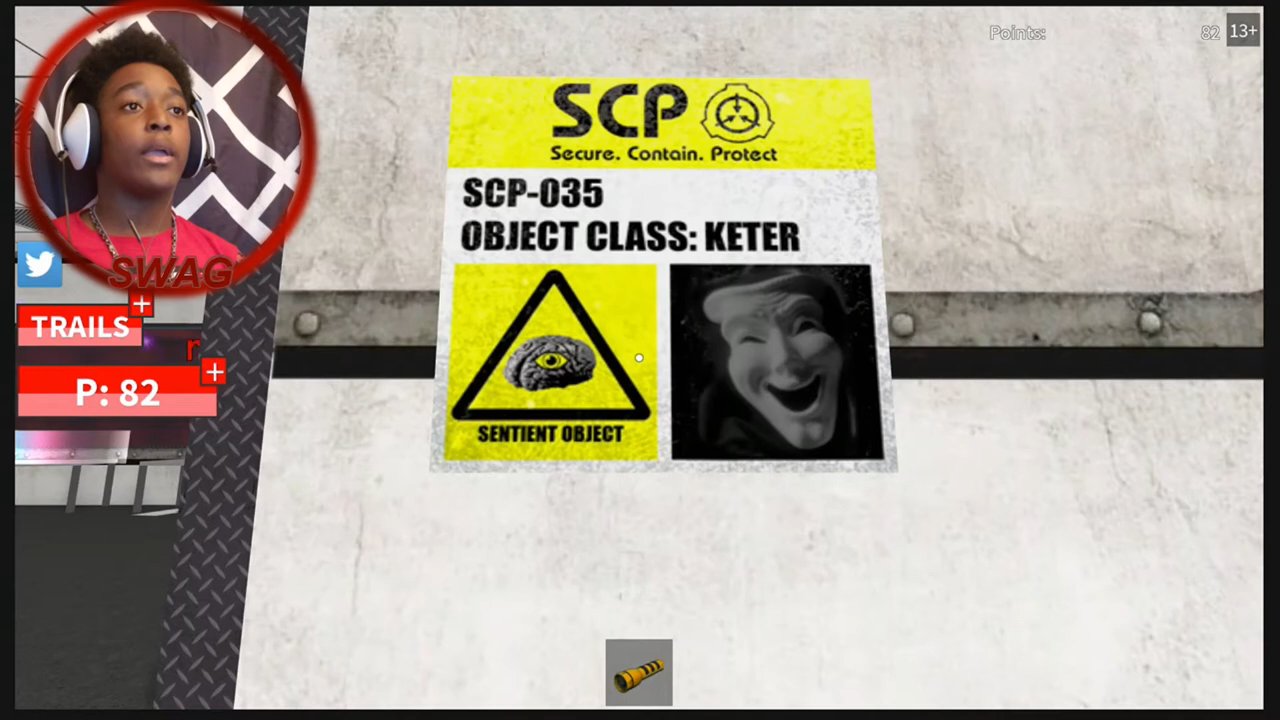 Points: 82 13+
SCP
Secure. Contain. Protect
SCP-035
OBJECT CLASS: KETER
SENTIENT OBJECT
SWAG
TRAILS +
r
P: 82 +